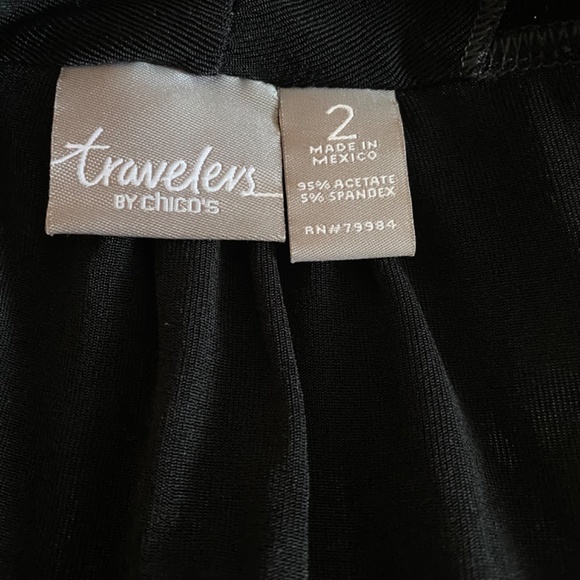 travelers
BY chico's
2
MADE IN
MEXICO
95% ACETATE
5% SPANDEX
RN#79984